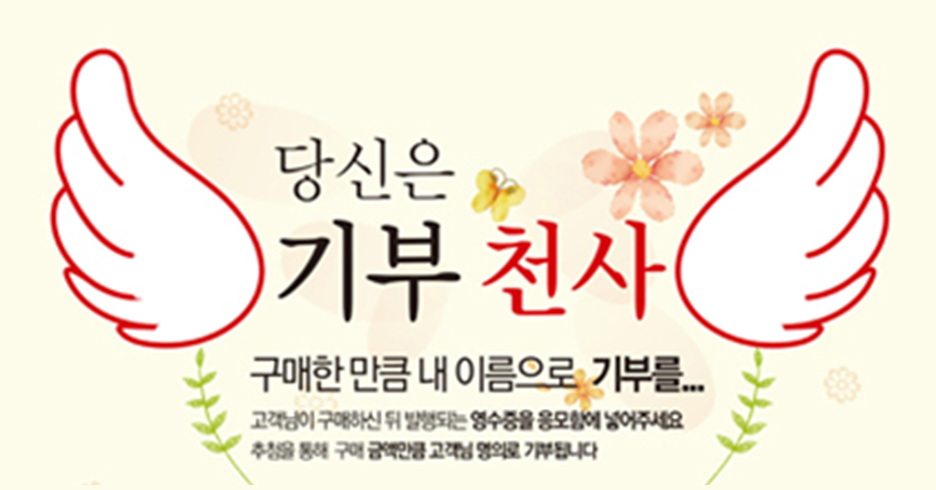 당신은
기부 천사
구매한 만큼 내 이름으로 기부를...
고객님이 구매하신 뒤 발행되는 영수증을 응모함에 넣어주세요
추첨을 통해 구매 금액만큼 고객님 명의로 기부됩니다